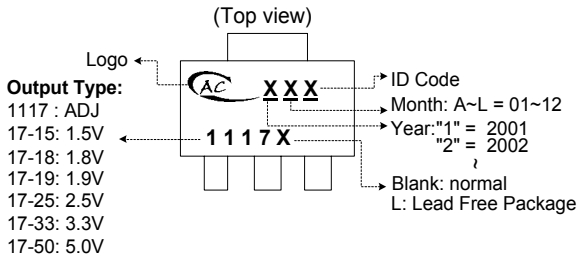 (Top view)
Logo
AC
X X X
ID Code
Month: A~L = 01~12
Year:"1" = 2001
"2" = 2002
~
Output Type:
1117 : ADJ
17-15: 1.5V
17-18: 1.8V
17-19: 1.9V
17-25: 2.5V
17-33: 3.3V
17-50: 5.0V
1 1 1 7 X
Blank: normal
L: Lead Free Package